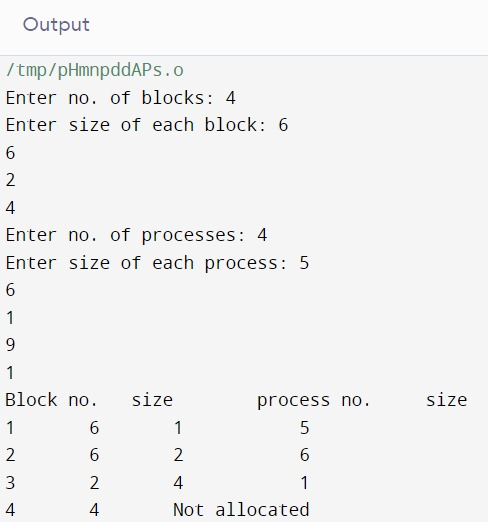 Output
/tmp/pHmnpddAPs.o
Enter no. of blocks: 4
Enter size of each block: 6
6
2
4
Enter no. of processes: 4
Enter size of each process: 5
6
1
9
1
Block no.   size        process no.     size
1       6       1           5
2       6       2           6
3       2       4           1
4       4       Not allocated